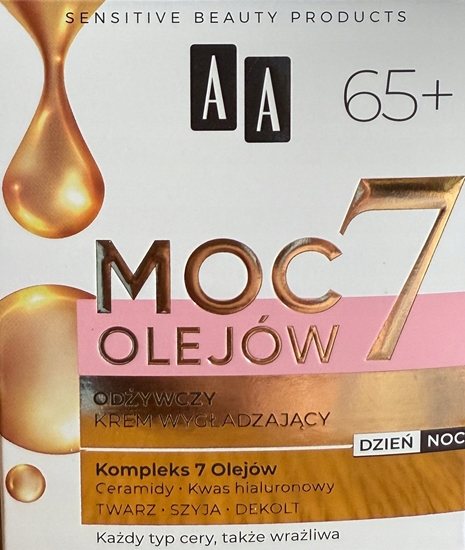 SENSITIVE BEAUTY PRODUCTS
AA
65+
MOC 7
OLEJÓW
ODŻYWCZY
KREM WYGŁADZAJĄCY
DZIEŃ NOC
Kompleks 7 Olejów
Ceramidy • Kwas hialuronowy
TWARZ • SZYJA • DEKOLT
Każdy typ cery, także wrażliwa